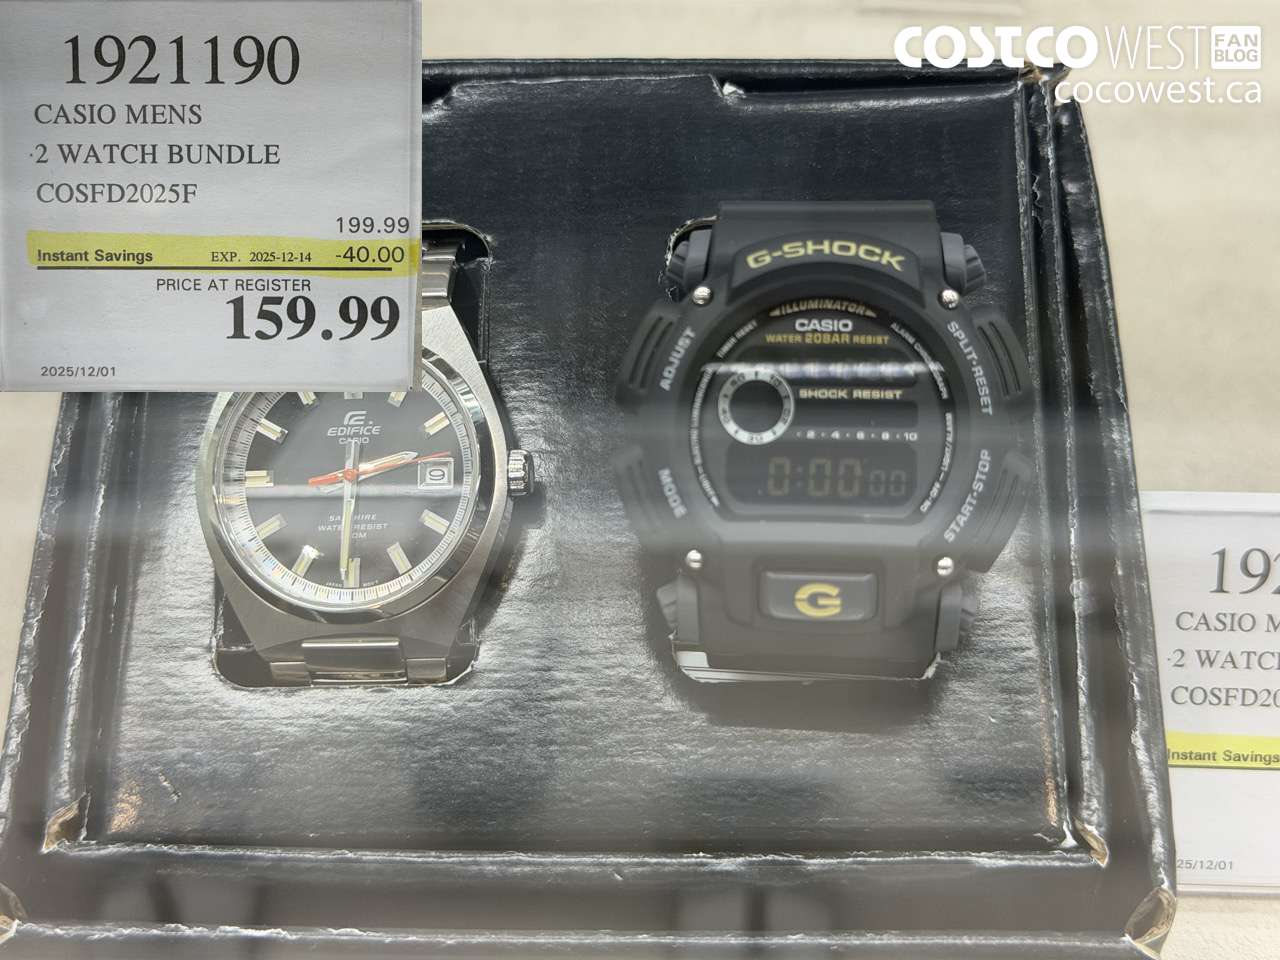 COSTCO WEST FAN BLOG
cocowest.ca
1921190
CASIO MENS
2 WATCH BUNDLE
COSFD2025F
199.99
Instant Savings EXP. 2025-12-14 -40.00
PRICE AT REGISTER
159.99
2025/12/01
EDIFICE
CASIO
9
WATER RESIST
G-SHOCK
ILLUMINATOR
CASIO
WATER 20BAR RESIST
SHOCK RESIST
2 4 6 8 10
0:00 00
ADJUST
SPLIT·RESET
MODE
START·STOP
G
192
CASIO M
2 WATC
COSFD20
Instant Savings
25/12/01